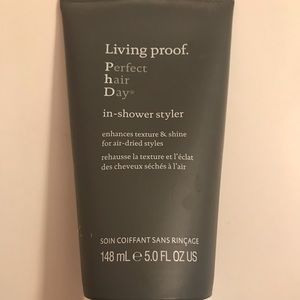 Living proof.
Perfect
hair
Day®
in-shower styler
enhances texture & shine
for air-dried styles
rehausse la texture et l'éclat
des cheveux séchés à l'air
SOIN COIFFANT SANS RINÇAGE
148 mL ℮ 5.0 FL OZ US